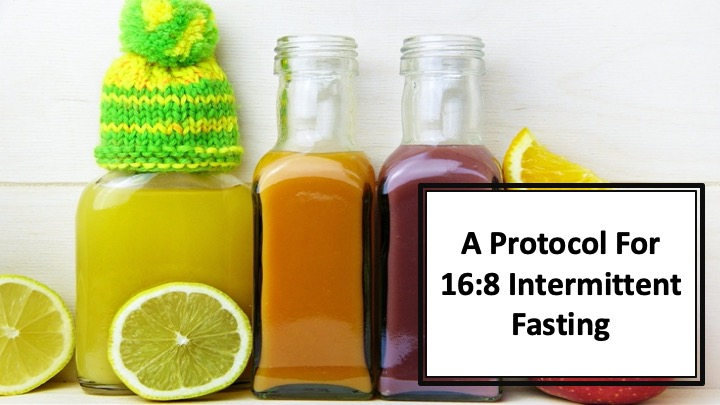 A Protocol For
16:8 Intermittent
Fasting